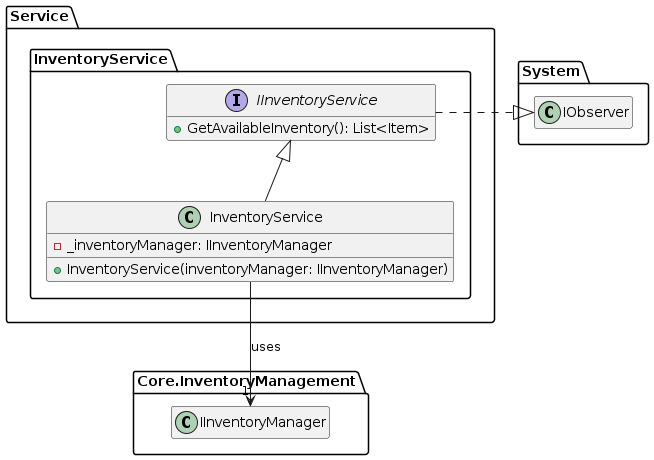 Service
InventoryService
I IInventoryService
GetAvailableInventory(): List<Item>
System
C IObserver
C InventoryService
_inventoryManager: IInventoryManager
InventoryService(inventoryManager: IInventoryManager)
uses
Core.InventoryManagement
1
C IInventoryManager